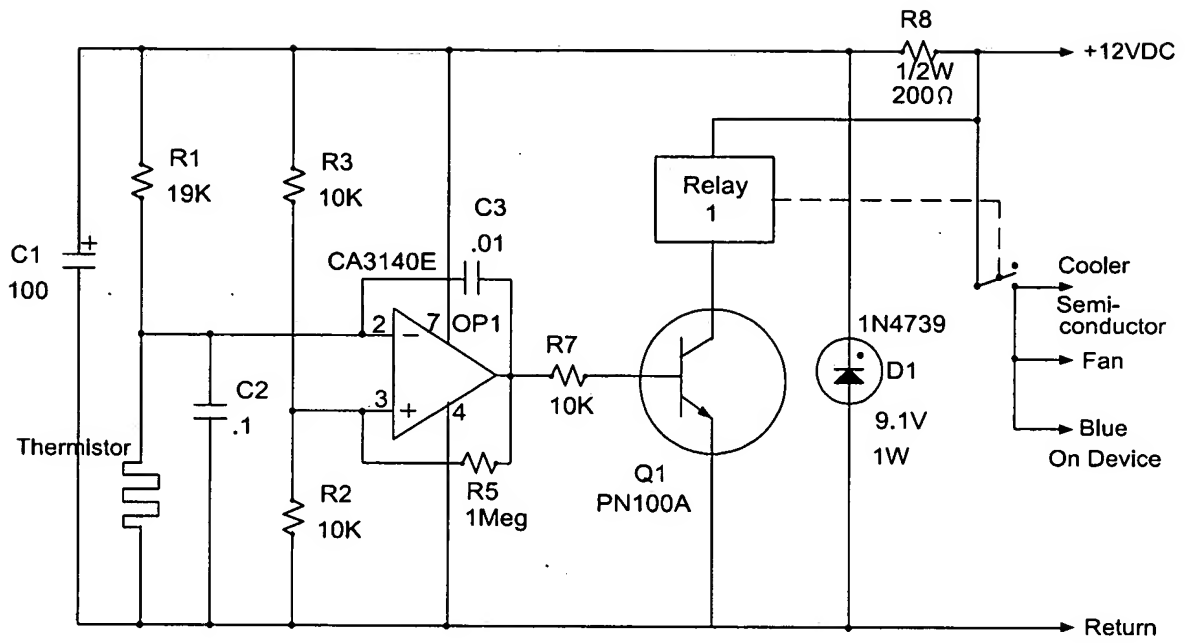 R8
+12VDC
1/2W
200Ω
R1
19K
R3
10K
Relay
1
C3
.01
C1
+
100
CA3140E
Cooler
Semi-
conductor
2
−
7
OP1
R7
10K
1N4739
D1
Fan
C2
.1
3
+
4
9.1V
1W
Blue
On Device
Thermistor
R5
1Meg
Q1
PN100A
R2
10K
Return